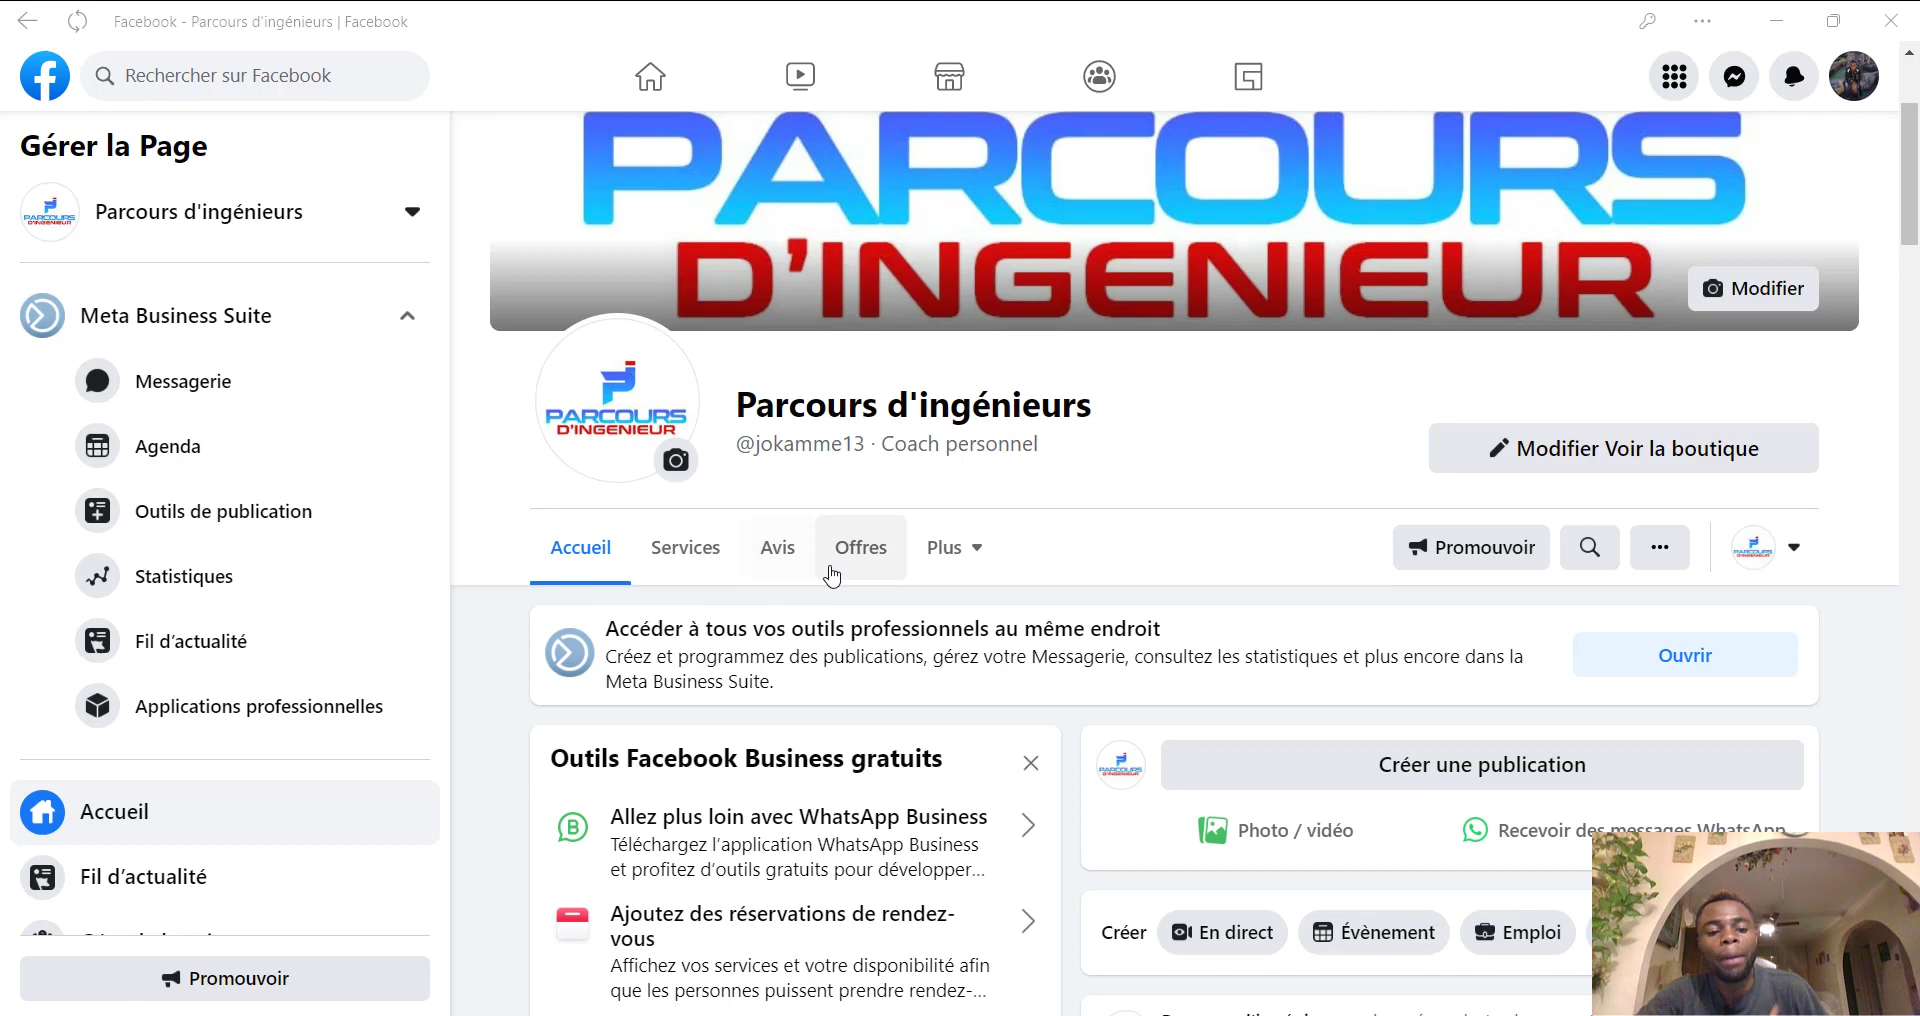 Facebook - Parcours d'ingénieurs | Facebook
Rechercher sur Facebook
Gérer la Page
Parcours d'ingénieurs
Meta Business Suite
Messagerie
Agenda
Outils de publication
Statistiques
Fil d'actualité
Applications professionnelles
Accueil
Fil d'actualité
Promouvoir
PARCOURS
D'INGENIEUR
Modifier
PARCOURS
D'INGENIEUR
Parcours d'ingénieurs
@jokamme13 · Coach personnel
Modifier Voir la boutique
Accueil
Services
Avis
Offres
Plus
Promouvoir
Accéder à tous vos outils professionnels au même endroit
Créez et programmez des publications, gérez votre Messagerie, consultez les statistiques et plus encore dans la
Meta Business Suite.
Ouvrir
Outils Facebook Business gratuits
Allez plus loin avec WhatsApp Business
Téléchargez l'application WhatsApp Business
et profitez d'outils gratuits pour développer...
Ajoutez des réservations de rendez-
vous
Affichez vos services et votre disponibilité afin
que les personnes puissent prendre rendez-...
Créer une publication
Photo / vidéo
Recevoir des messages WhatsApp
Créer
En direct
Évènement
Emploi